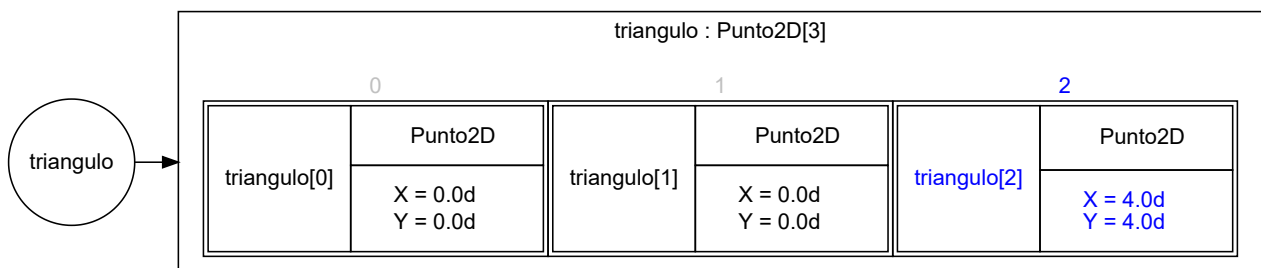 triangulo : Punto2D[3]
0
1
2
triangulo
triangulo[0]
Punto2D
X = 0.0d
Y = 0.0d
triangulo[1]
Punto2D
X = 0.0d
Y = 0.0d
triangulo[2]
Punto2D
X = 4.0d
Y = 4.0d